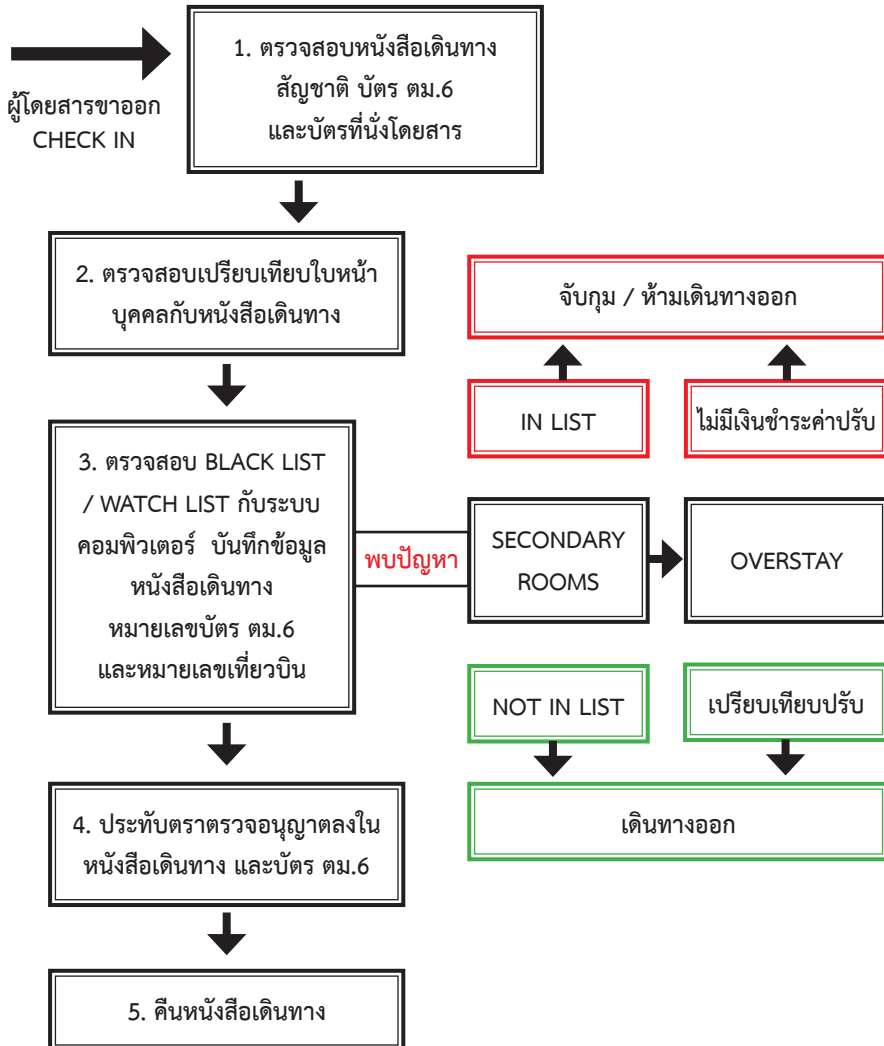 ผู้โดยสารขาออก
CHECK IN
1. ตรวจสอบหนังสือเดินทาง
สัญชาติ บัตร ตม.6
และบัตรที่นั่งโดยสาร
2. ตรวจสอบเปรียบเทียบใบหน้า
บุคคลกับหนังสือเดินทาง
3. ตรวจสอบ BLACK LIST
/ WATCH LIST กับระบบ
คอมพิวเตอร์ บันทึกข้อมูล
หนังสือเดินทาง
หมายเลขบัตร ตม.6
และหมายเลขเที่ยวบิน
พบปัญหา
SECONDARY
ROOMS
OVERSTAY
IN LIST
ไม่มีเงินชำระค่าปรับ
จับกุม / ห้ามเดินทางออก
NOT IN LIST
เปรียบเทียบปรับ
เดินทางออก
4. ประทับตราตรวจอนุญาตลงใน
หนังสือเดินทาง และบัตร ตม.6
5. คืนหนังสือเดินทาง